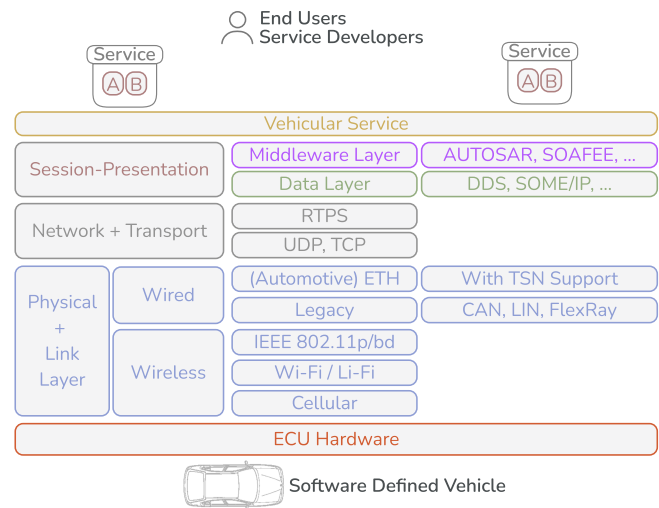 End Users
Service Developers
Service
A B
Service
A B
Vehicular Service
Session-Presentation
Middleware Layer
AUTOSAR, SOAFEE, ...
Data Layer
DDS, SOME/IP, ...
Network + Transport
RTPS
UDP, TCP
Physical
+
Link
Layer
Wired
(Automotive) ETH
With TSN Support
Legacy
CAN, LIN, FlexRay
Wireless
IEEE 802.11p/bd
Wi-Fi / Li-Fi
Cellular
ECU Hardware
Software Defined Vehicle